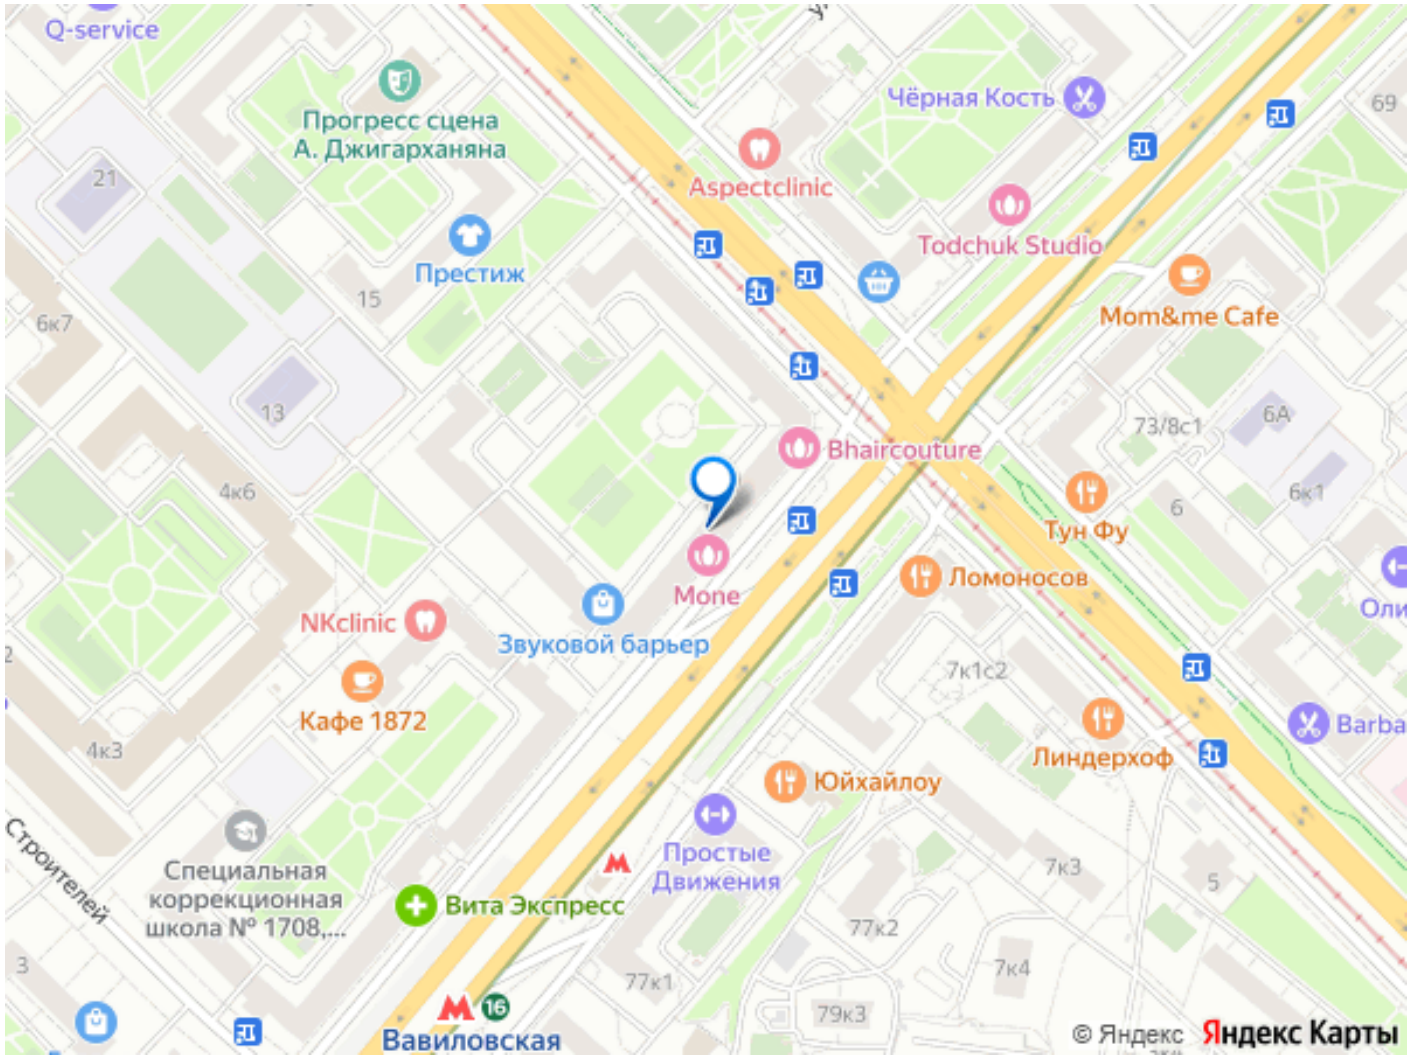 Q-service
Прогресс сцена
А. Джигарханяна
Чёрная Кость
69
Aspectclinic
21
Todchuk Studio
Престиж
15
Mom&me Cafe
6к7
13
6А
73/8с1
Bhaircouture
4к6
6к1
6
Тун Фу
Ломоносов
Mone
Оли
NKclinic
Звуковой барьер
2
7к1с2
Кафе 1872
Barba
4к3
Линдерхоф
Юйхайлоу
Строителей
Простые
Движения
Специальная
коррекционная
школа № 1708,...
7к3
5
Вита Экспресс
77к2
3
7к4
77к1
16
79к3
Вавиловская
© Яндекс Яндекс Карты